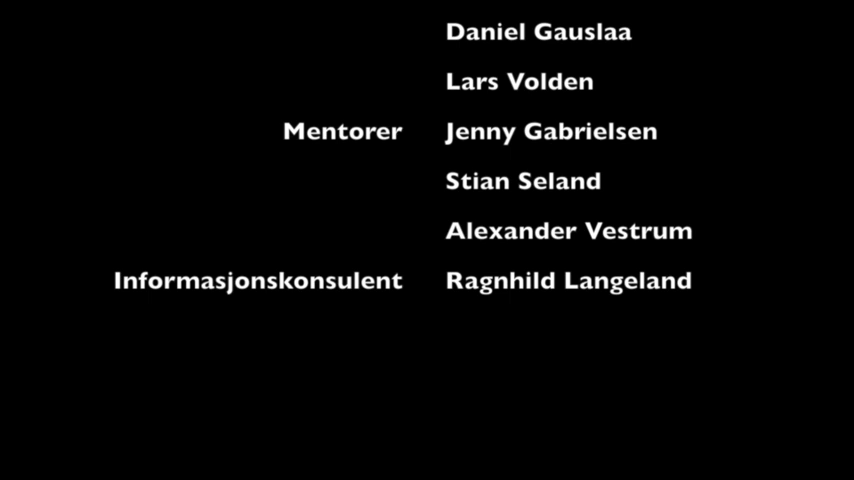 Daniel Gauslaa
Lars Volden
Mentorer Jenny Gabrielsen
Stian Seland
Alexander Vestrum
Informasjonskonsulent Ragnhild Langeland